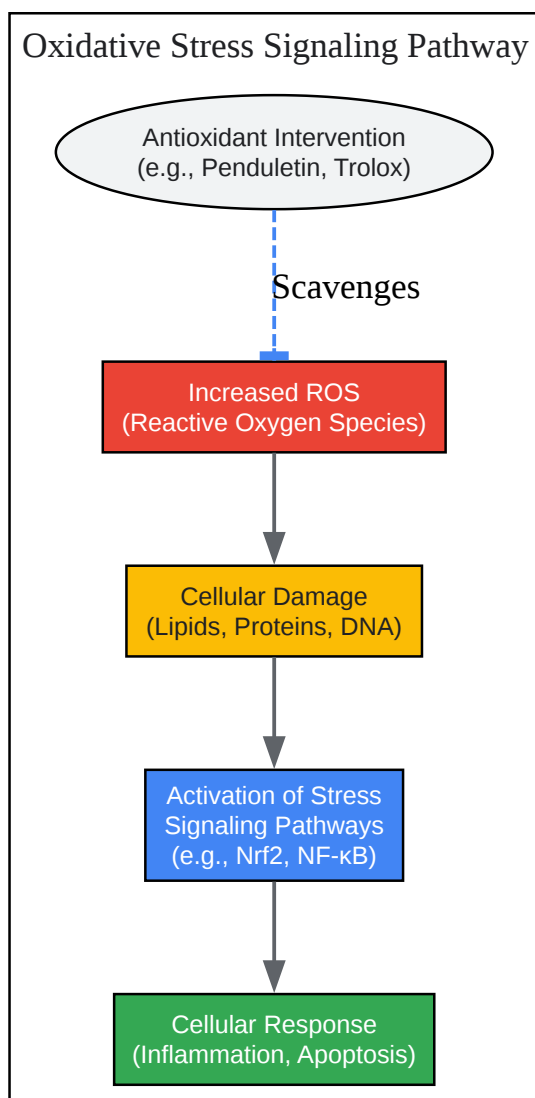 Oxidative Stress Signaling Pathway
Antioxidant Intervention
(e.g., Penduletin, Trolox)
Scavenges
Increased ROS
(Reactive Oxygen Species)
Cellular Damage
(Lipids, Proteins, DNA)
Activation of Stress
Signaling Pathways
(e.g., Nrf2, NF-κB)
Cellular Response
(Inflammation, Apoptosis)